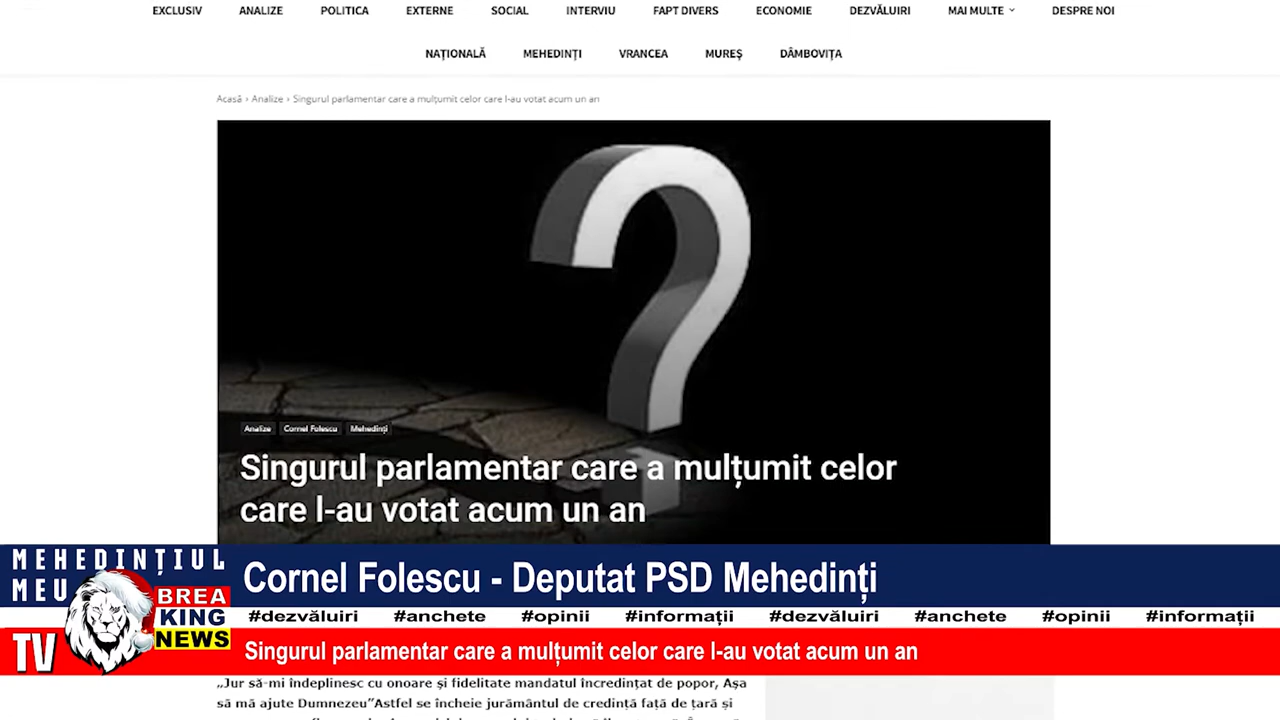 EXCLUSIV ANALIZE POLITICA EXTERNE SOCIAL INTERVIU FAPT DIVERS ECONOMIE DEZVĂLUIRI MAI MULTE DESPRE NOI
NAȚIONALĂ MEHEDINȚI VRANCEA MUREȘ DÂMBOVIȚA
Acasă › Analize › Singurul parlamentar care a mulțumit celor care l-au votat acum un an
Analize Cornel Folescu Mehedinți
Singurul parlamentar care a mulțumit celor
care l-au votat acum un an
MEHEDINȚIUL
MEU
TV
BREA
KING
NEWS
Cornel Folescu - Deputat PSD Mehedinți
#dezvăluiri #anchete #opinii #informații #dezvăluiri #anchete #opinii #informații
Singurul parlamentar care a mulțumit celor care l-au votat acum un an
„Jur să-mi îndeplinesc cu onoare și fidelitate mandatul încredințat de popor, Așa
să mă ajute Dumnezeu”Astfel se încheie jurământul de credință față de țară și